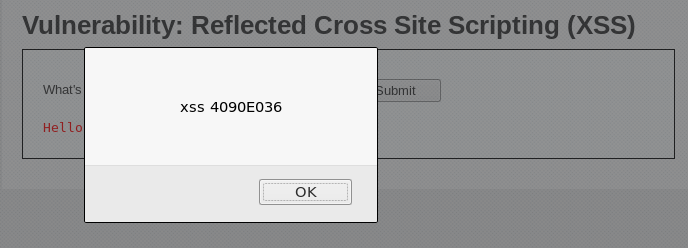 Vulnerability: Reflected Cross Site Scripting (XSS)
What's
Submit
xss 4090E036
Hello
OK